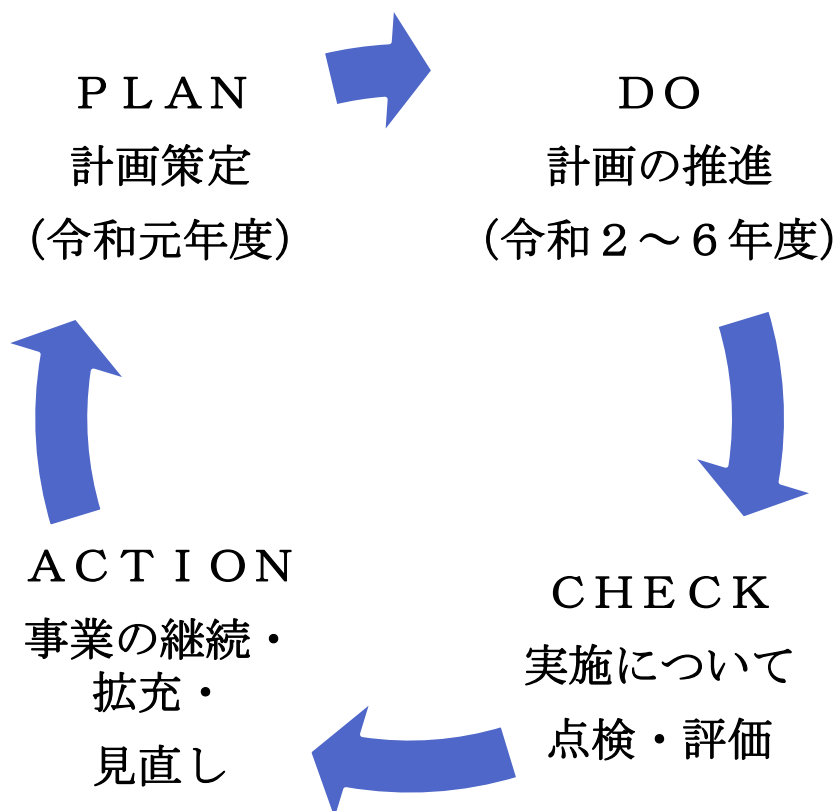 ＰＬＡＮ
計画策定
（令和元年度）
ＤＯ
計画の推進
（令和２～６年度）
ＣＨＥＣＫ
実施について
点検・評価
ＡＣＴＩＯＮ
事業の継続・
拡充・
見直し